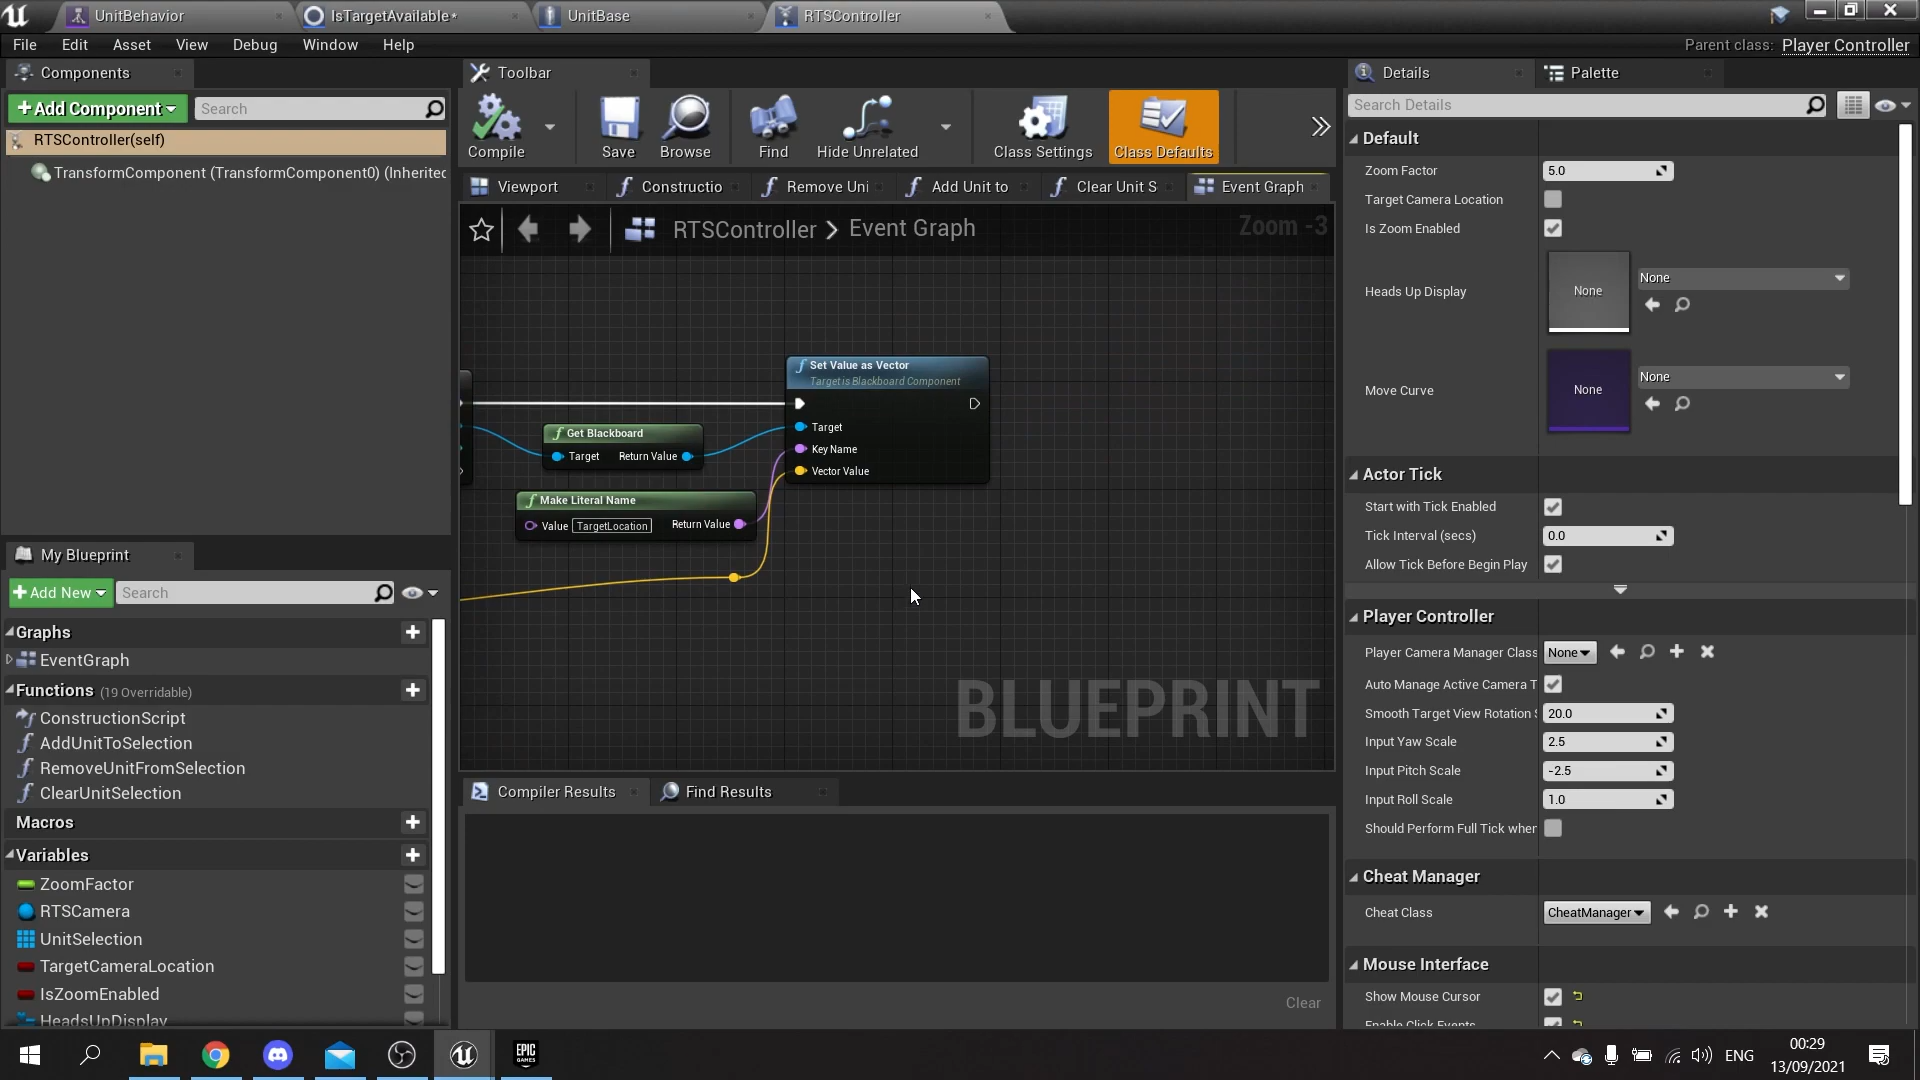 UnitBehavior
IsTargetAvailable*
UnitBase
RTSController
File
Edit
Asset
View
Debug
Window
Help
Parent class:
Player Controller
Components
Add Component
Search
RTSController(self)
TransformComponent (TransformComponent0) (Inherited
Toolbar
Compile
Save
Browse
Find
Hide Unrelated
Class Settings
Class Defaults
Viewport
Constructio
Remove Uni
Add Unit to
Clear Unit S
Event Graph
RTSController
Event Graph
Zoom -3
Set Value as Vector
Target is Blackboard Component
Target
Key Name
Vector Value
Get Blackboard
Target
Return Value
Make Literal Name
Value
TargetLocation
Return Value
BLUEPRINT
My Blueprint
Add New
Search
Graphs
EventGraph
Functions (19 Overridable)
ConstructionScript
AddUnitToSelection
RemoveUnitFromSelection
ClearUnitSelection
Macros
Variables
ZoomFactor
RTSCamera
UnitSelection
TargetCameraLocation
IsZoomEnabled
HeadsUpDisplay
Compiler Results
Find Results
Clear
Details
Palette
Search Details
Default
Zoom Factor
5.0
Target Camera Location
Is Zoom Enabled
Heads Up Display
None
None
Move Curve
None
None
Actor Tick
Start with Tick Enabled
Tick Interval (secs)
0.0
Allow Tick Before Begin Play
Player Controller
Player Camera Manager Class
None
Auto Manage Active Camera T
Smooth Target View Rotation S
20.0
Input Yaw Scale
2.5
Input Pitch Scale
-2.5
Input Roll Scale
1.0
Should Perform Full Tick when
Cheat Manager
Cheat Class
CheatManager
Mouse Interface
Show Mouse Cursor
Enable Click Events
EPIC
GAMES
ENG
00:29
13/09/2021